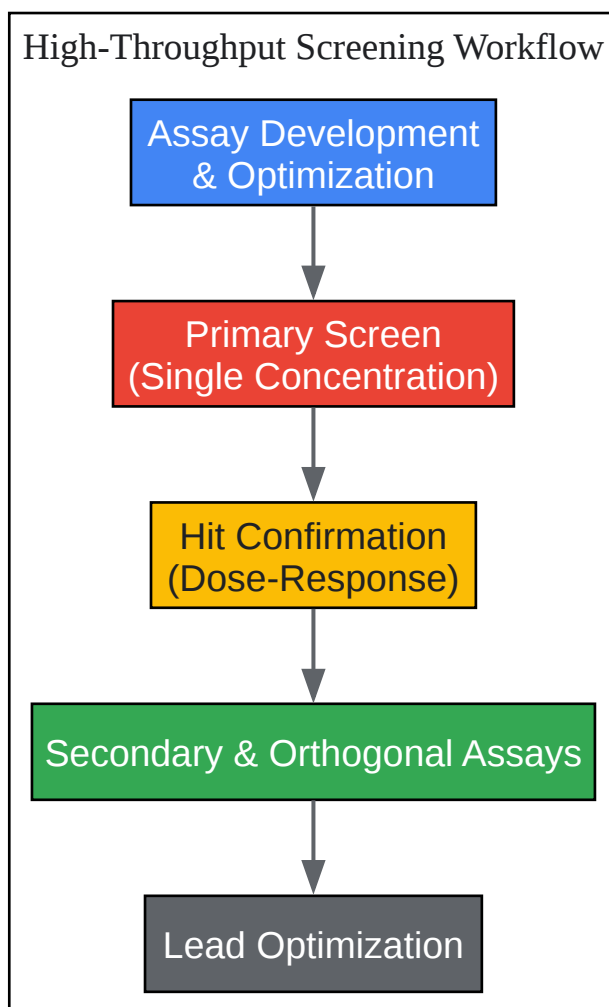 High-Throughput Screening Workflow
Assay Development
& Optimization
Primary Screen
(Single Concentration)
Hit Confirmation
(Dose-Response)
Secondary & Orthogonal Assays
Lead Optimization